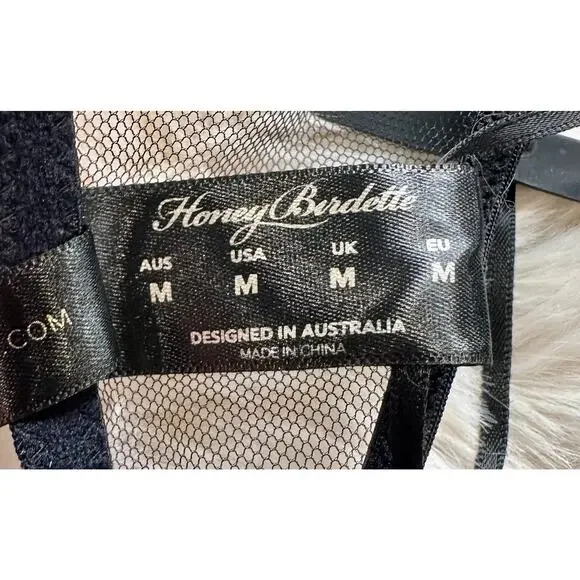 Honey Birdette
AUS USA UK EU
M M M M
DESIGNED IN AUSTRALIA
MADE IN CHINA
.COM